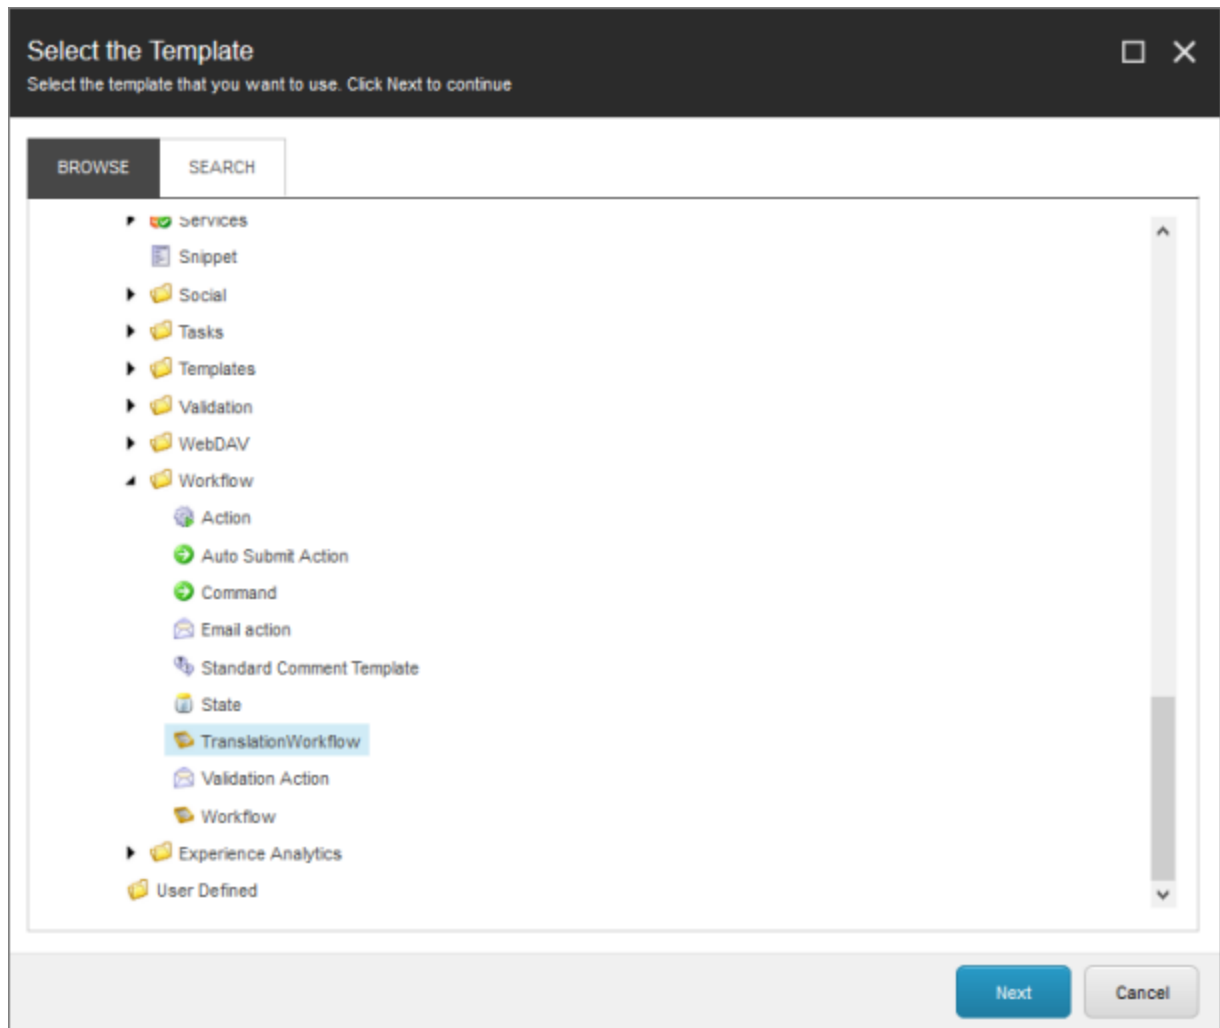 Select the Template
Select the template that you want to use. Click Next to continue
BROWSE
SEARCH
Services
Snippet
Social
Tasks
Templates
Validation
WebDAV
Workflow
Action
Auto Submit Action
Command
Email action
Standard Comment Template
State
TranslationWorkflow
Validation Action
Workflow
Experience Analytics
User Defined
Next
Cancel